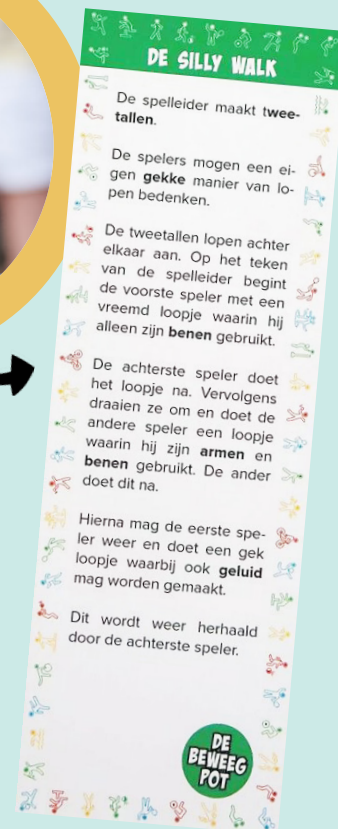 DE SILLY WALK
De spelleider maakt twee-
tallen.
De spelers mogen een ei-
gen gekke manier van lo-
pen bedenken.
De tweetallen lopen achter
elkaar aan. Op het teken
van de spelleider begint
de voorste speler met een
vreemd loopje waarin hij
alleen zijn benen gebruikt.
De achterste speler doet
het loopje na. Vervolgens
draaien ze om en doet de
andere speler een loopje
waarin hij zijn armen en
benen gebruikt. De ander
doet dit na.
Hierna mag de eerste spe-
ler weer en doet een gek
loopje waarbij ook geluid
mag worden gemaakt.
Dit wordt weer herhaald
door de achterste speler.
DE
BEWEEG
POT